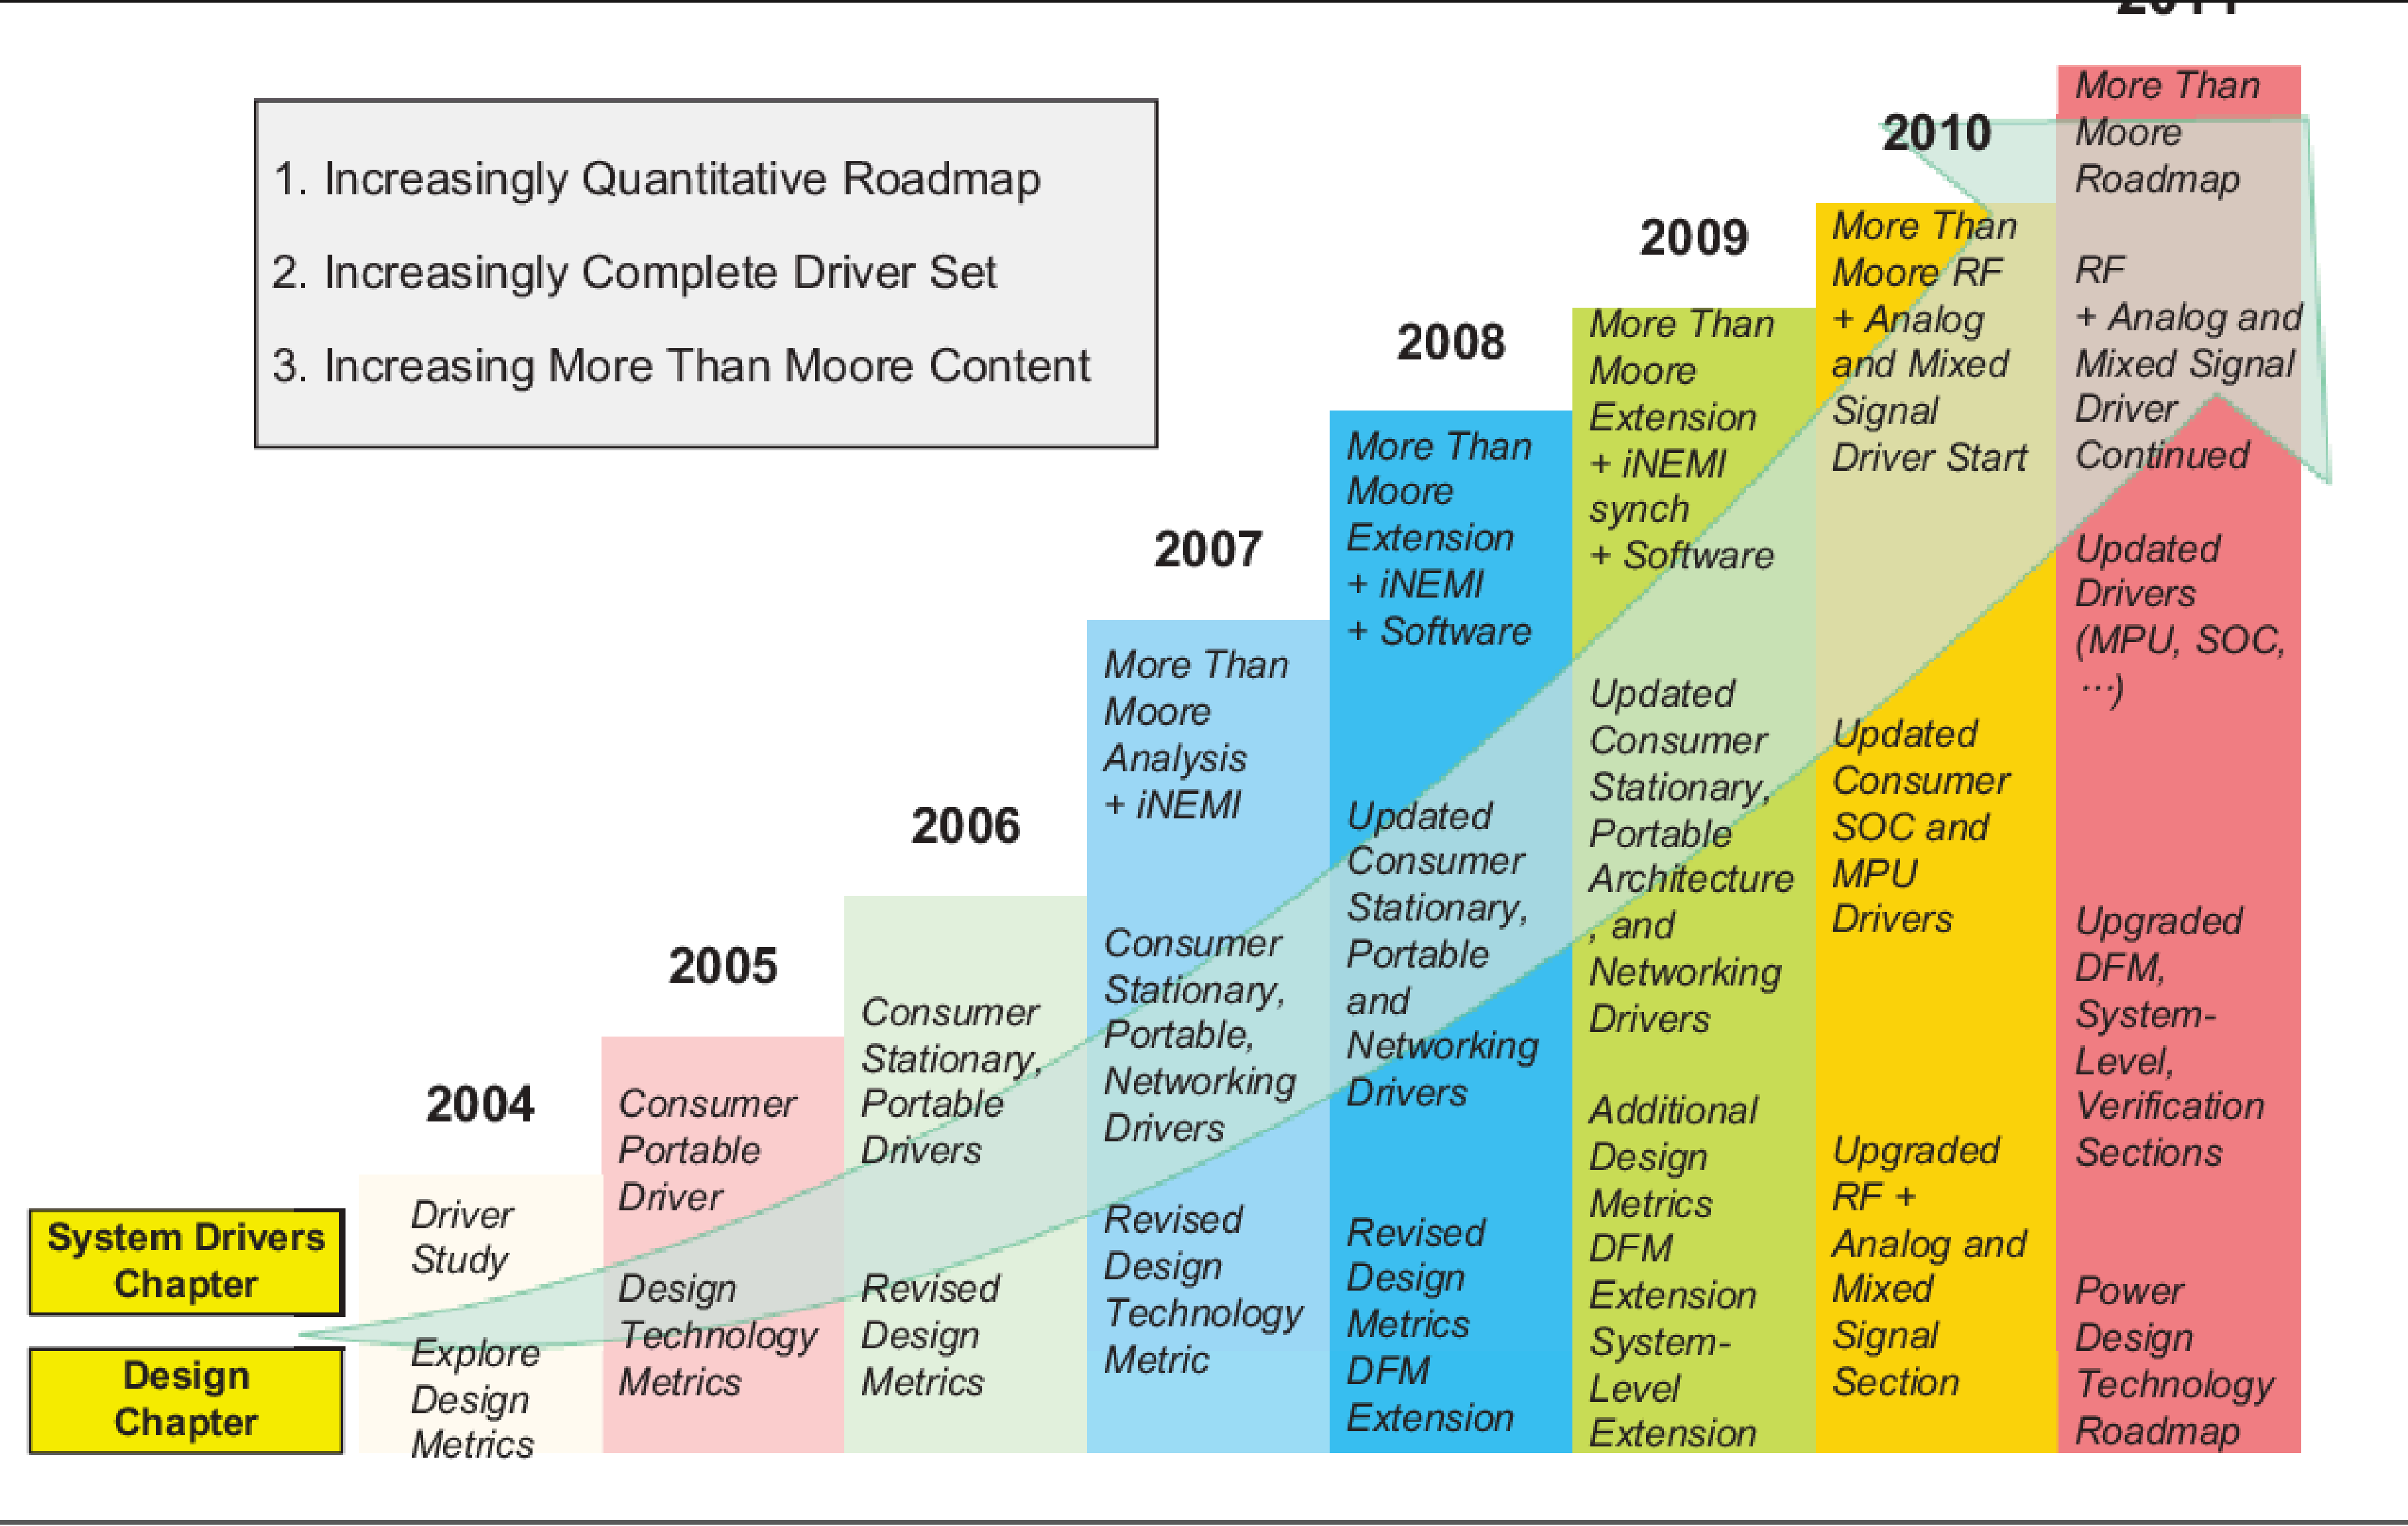 2011
1. Increasingly Quantitative Roadmap
2. Increasingly Complete Driver Set
3. Increasing More Than Moore Content
System Drivers
Chapter
Design
Chapter
2004
Driver
Study
Explore
Design
Metrics
2005
Consumer
Portable
Driver
Design
Technology
Metrics
2006
Consumer
Stationary,
Portable
Drivers
Revised
Design
Metrics
2007
More Than
Moore
Analysis
+ iNEMI
Consumer
Stationary,
Portable,
Networking
Drivers
Revised
Design
Technology
Metric
2008
More Than
Moore
Extension
+ iNEMI
+ Software
Updated
Consumer
Stationary,
Portable
and
Networking
Drivers
Revised
Design
Metrics
DFM
Extension
2009
More Than
Moore
Extension
+ iNEMI
synch
+ Software
Updated
Consumer
Stationary,
Portable
Architecture
, and
Networking
Drivers
Additional
Design
Metrics
DFM
Extension
System-
Level
Extension
2010
More Than
Moore RF
+ Analog
and Mixed
Signal
Driver Start
Updated
Consumer
SOC and
MPU
Drivers
Upgraded
RF +
Analog and
Mixed
Signal
Section
More Than
Moore
Roadmap
RF
+ Analog and
Mixed Signal
Driver
Continued
Updated
Drivers
(MPU, SOC,
…)
Upgraded
DFM,
System-
Level,
Verification
Sections
Power
Design
Technology
Roadmap